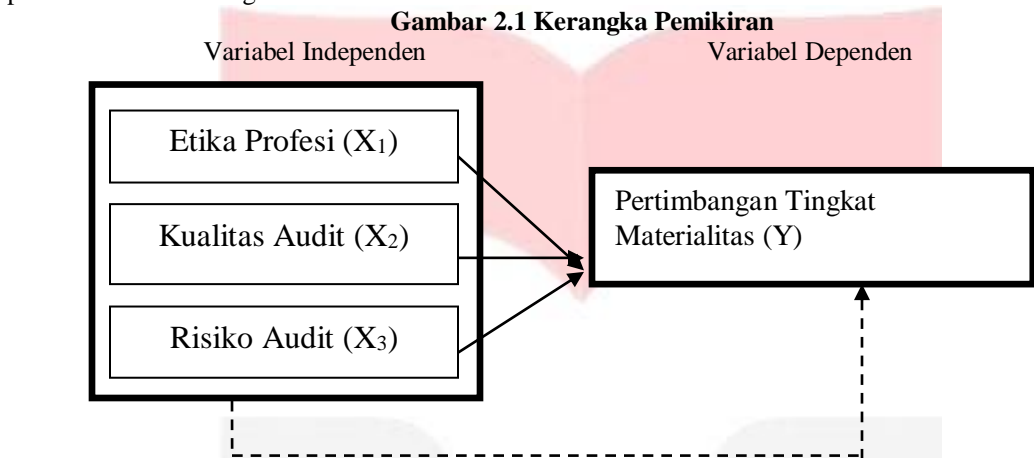 Gambar 2.1 Kerangka Pemikiran
Variabel Independen
Variabel Dependen
Etika Profesi (X1)
Kualitas Audit (X2)
Risiko Audit (X3)
Pertimbangan Tingkat
Materialitas (Y)